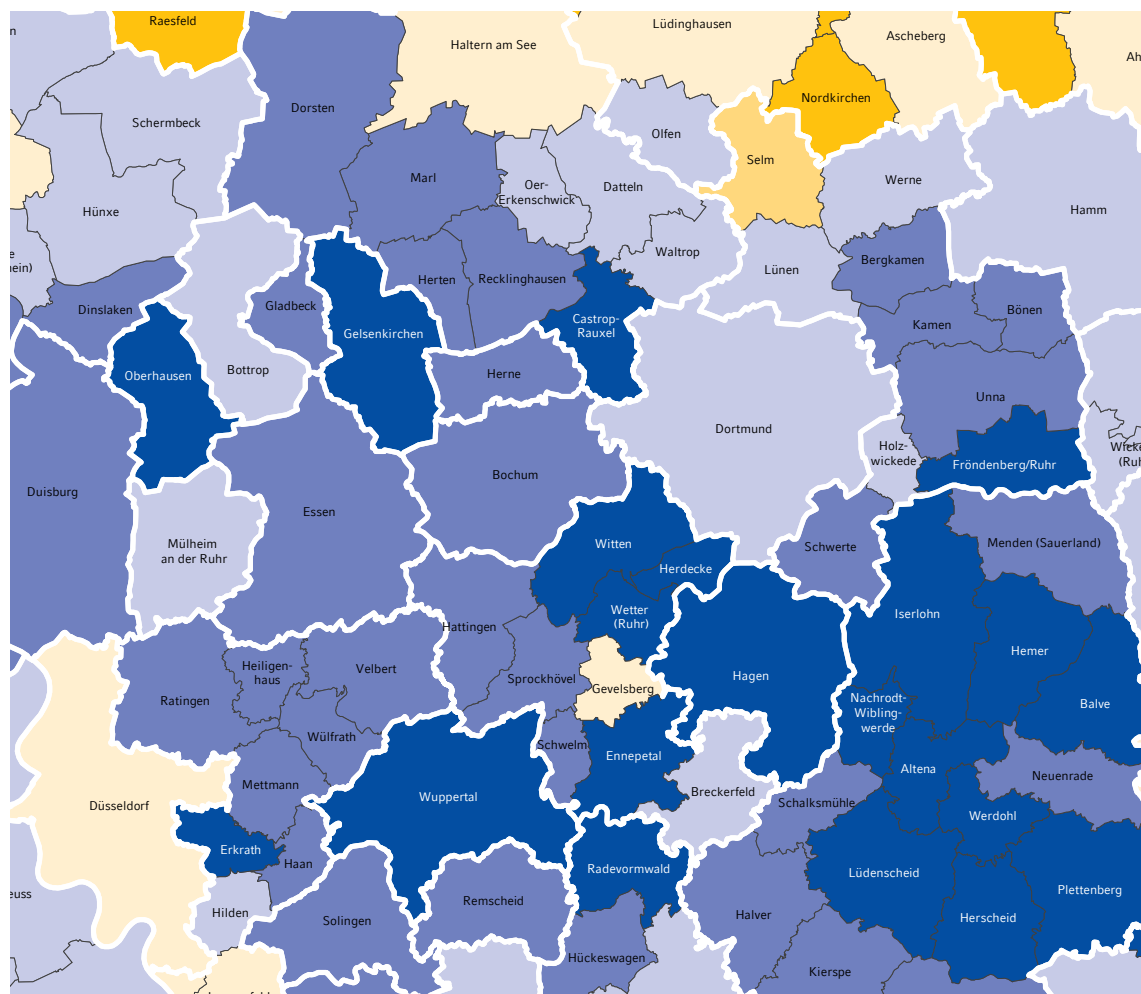 Raesfeld
Lüdinghausen
Ascheberg
Haltern am See
Nordkirchen
Dorsten
Schermbeck
Olfen
Selm
Marl
Oer-
Erkenschwick
Datteln
Werne
Hünxe
Hamm
Waltrop
Lünen
Bergkamen
Herten
Recklinghausen
Dinslaken
Gladbeck
Gelsenkirchen
Castrop-
Rauxel
Kamen
Bönen
Oberhausen
Bottrop
Herne
Unna
Dortmund
Holz-
wickede
Fröndenberg/Ruhr
Bochum
Duisburg
Essen
Mülheim
an der Ruhr
Witten
Schwerte
Menden (Sauerland)
Herdecke
Wetter
(Ruhr)
Iserlohn
Hattingen
Hemer
Heiligen-
haus
Velbert
Sprockhövel
Gevelsberg
Hagen
Ratingen
Nachrodt-
Wibling-
werde
Balve
Wülfrath
Schwelm
Ennepetal
Altena
Neuenrade
Mettmann
Wuppertal
Breckerfeld
Schalksmühle
Düsseldorf
Werdohl
Erkrath
Haan
Radevormwald
Lüdenscheid
Plettenberg
Remscheid
Hilden
Solingen
Halver
Herscheid
Hückeswagen
Kierspe